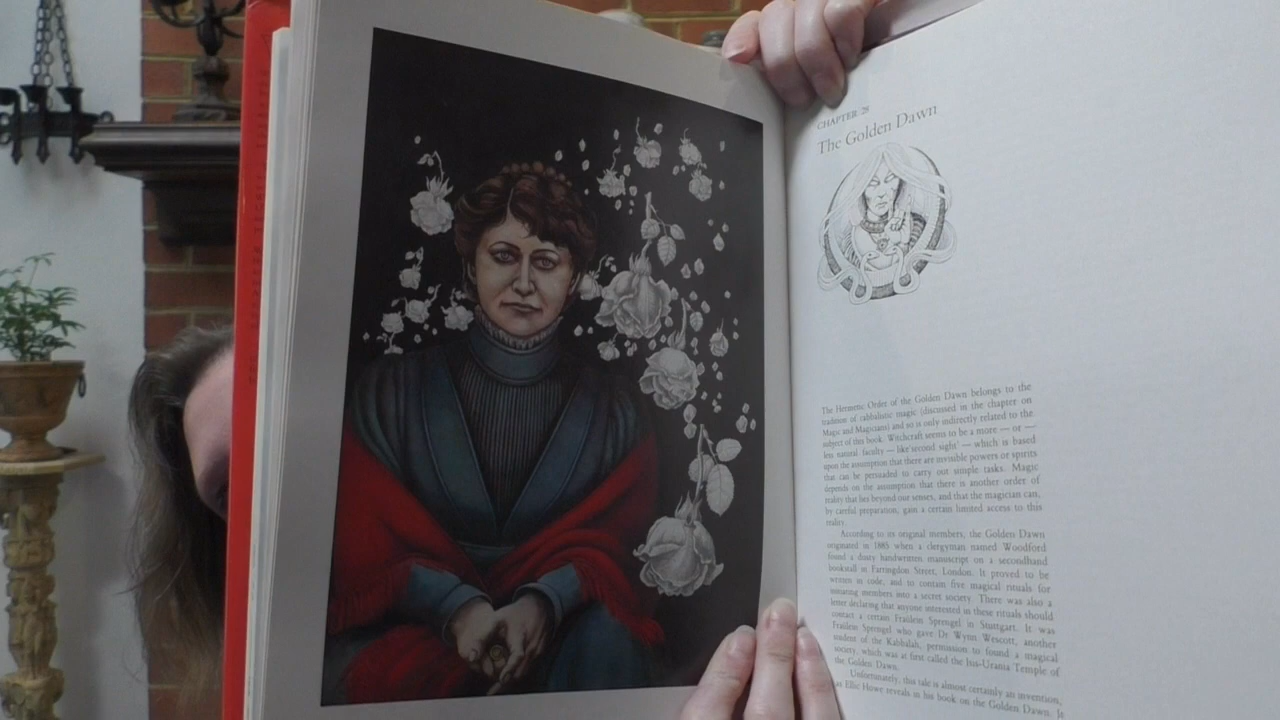 CHAPTER 28
The Golden Dawn
The Hermetic Order of the Golden Dawn belongs to the
tradition of cabbalistic magic (discussed in the chapter on
Magic and Magicians) and so is only indirectly related to the
subject of this book. Witchcraft seems to be a more — or —
less natural faculty — like 'second sight' — which is based
upon the assumption that there are invisible powers or spirits
that can be persuaded to carry out simple tasks. Magic
depends on the assumption that there is another order of
reality that lies beyond our senses, and that the magician can,
by careful preparation, gain a certain limited access to this
reality.
According to its original members, the Golden Dawn
originated in 1885 when a clergyman named Woodford
found a dusty handwritten manuscript on a secondhand
bookstall in Farringdon Street, London. It proved to be
written in code, and to contain five magical rituals for
initiating members into a secret society. There was also a
letter declaring that anyone interested in these rituals should
contact a certain Fraülein Sprengel in Stuttgart. It was
Fraülein Sprengel who gave Dr Wynn Wescott, another
student of the Kabbalah, permission to found a magical
society, which was at first called the Isis-Urania Temple of
the Golden Dawn.
Unfortunately, this tale is almost certainly an invention,
as Ellic Howe reveals in his book on the Golden Dawn.